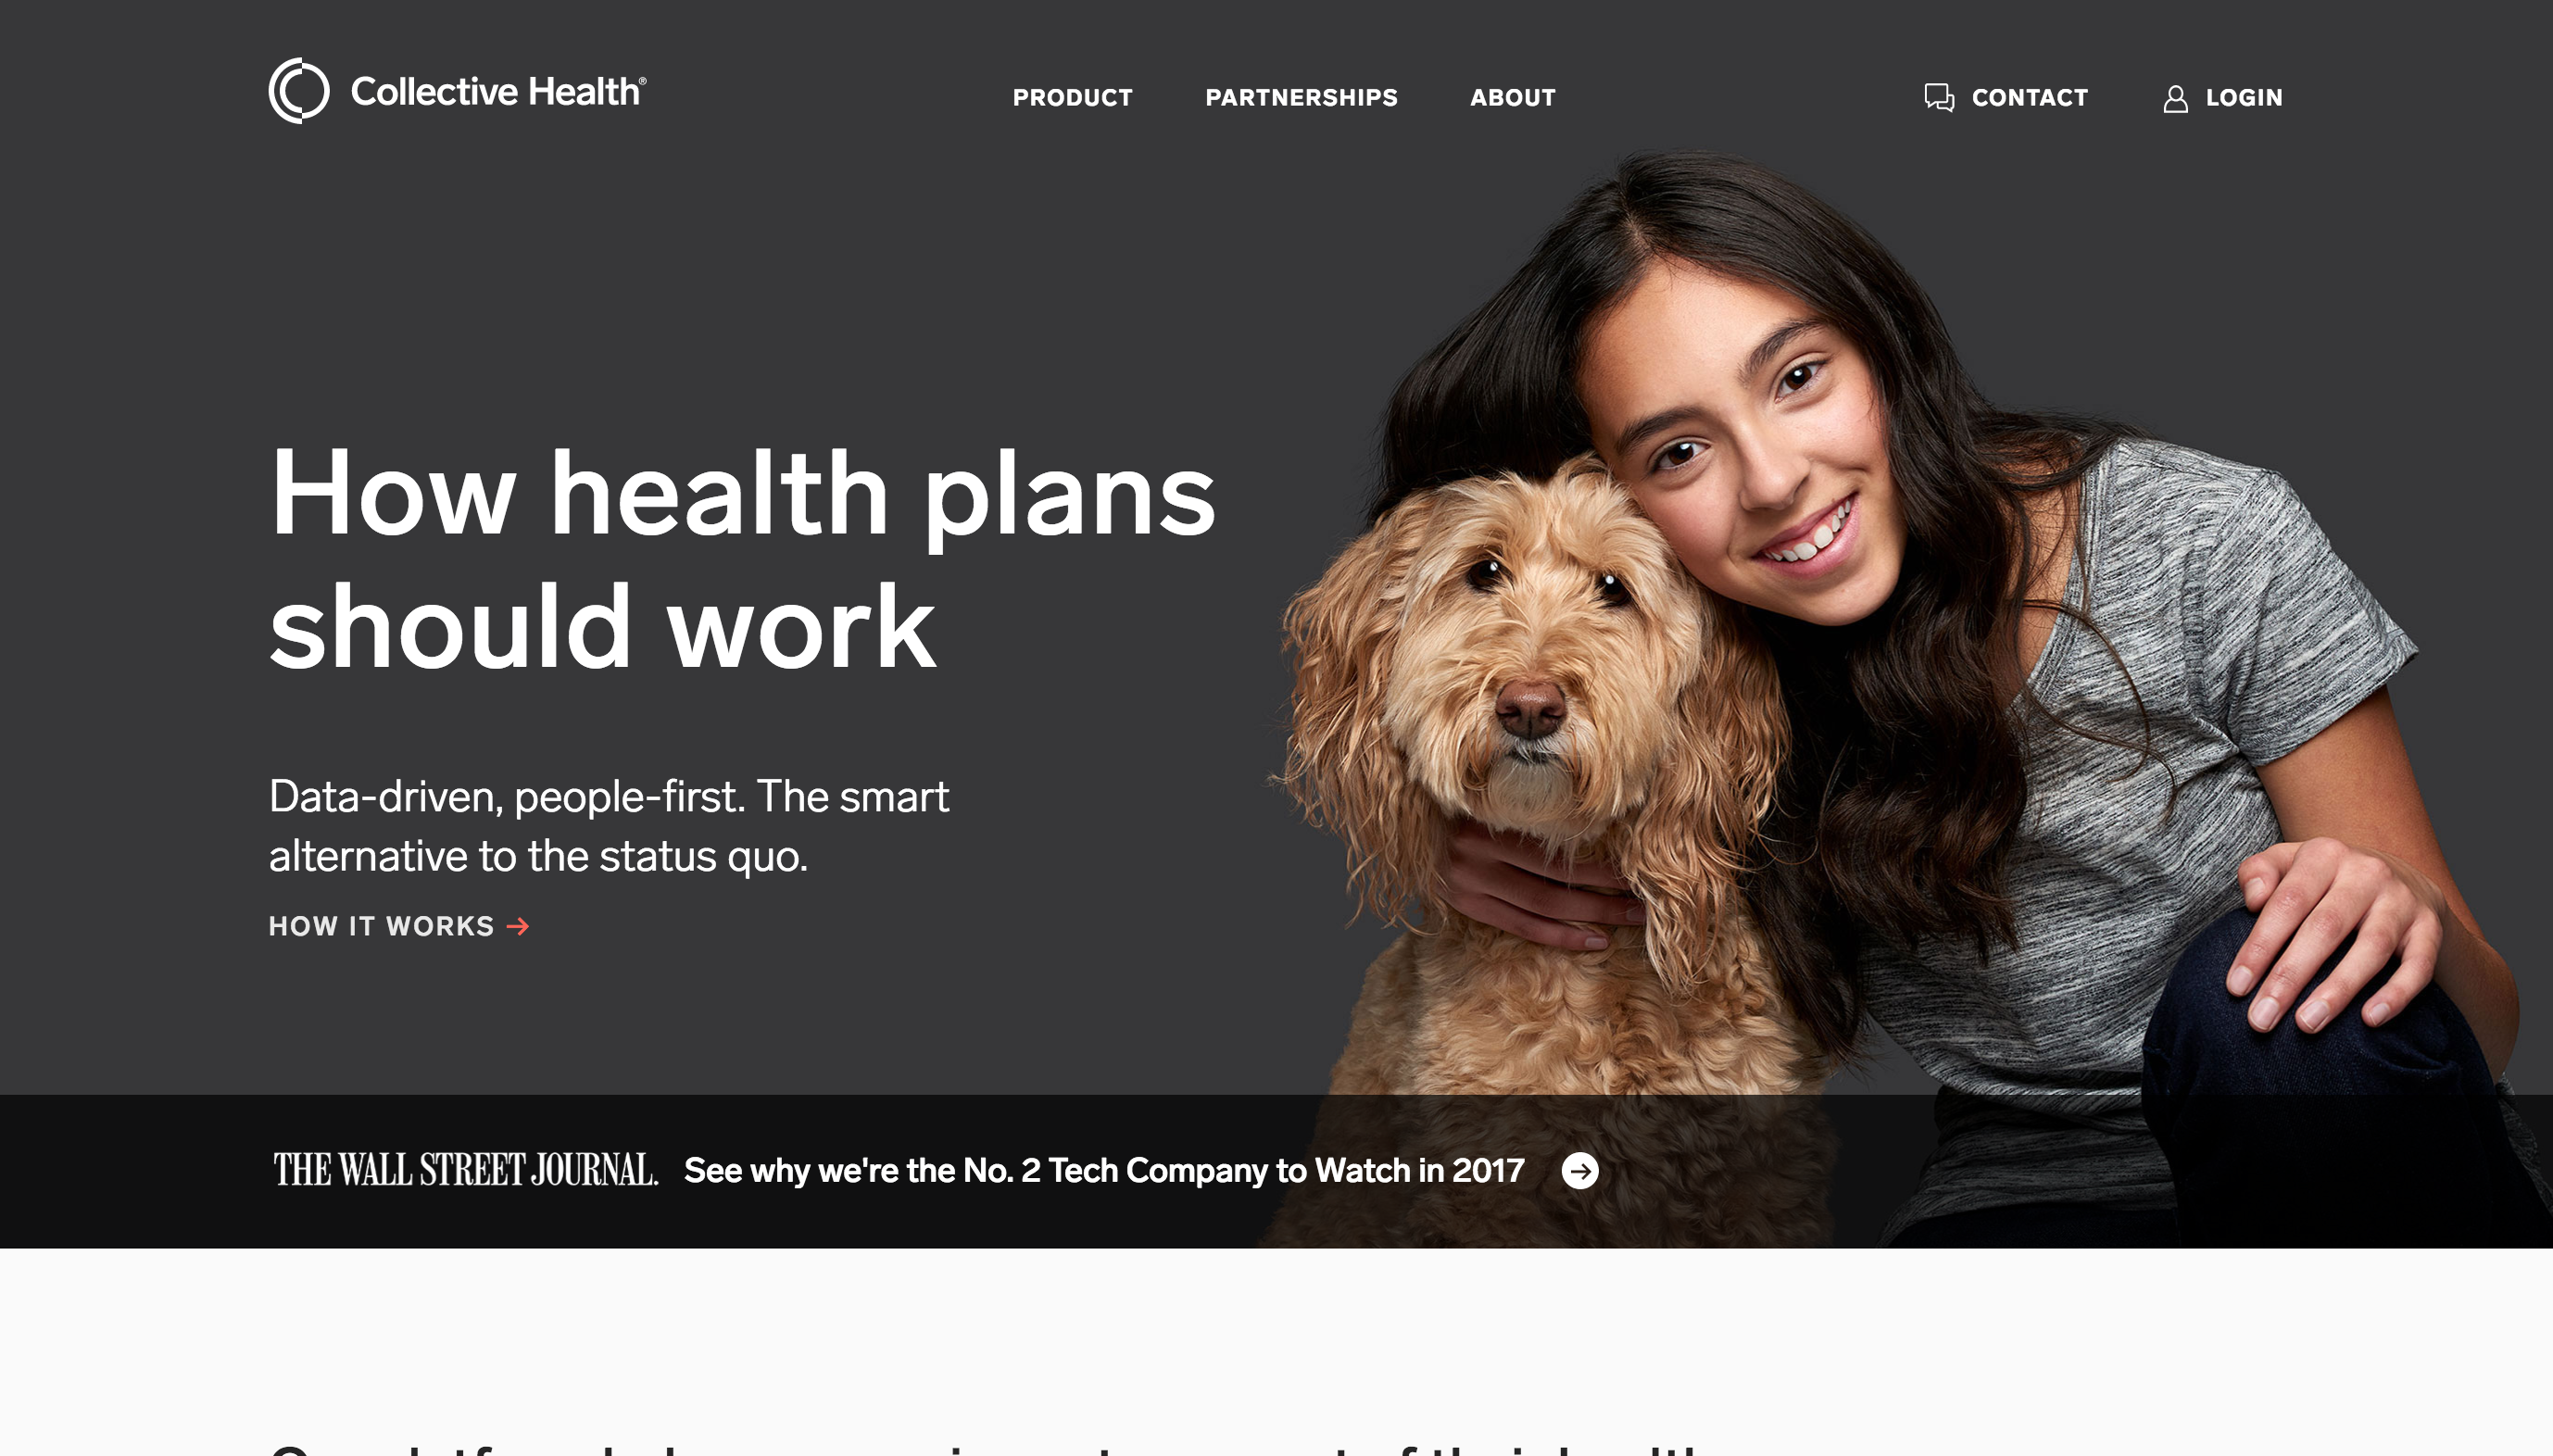 Collective Health®
PRODUCT
PARTNERSHIPS
ABOUT
CONTACT
LOGIN
How health plans
should work
Data-driven, people-first. The smart
alternative to the status quo.
HOW IT WORKS
THE WALL STREET JOURNAL.
See why we're the No. 2 Tech Company to Watch in 2017